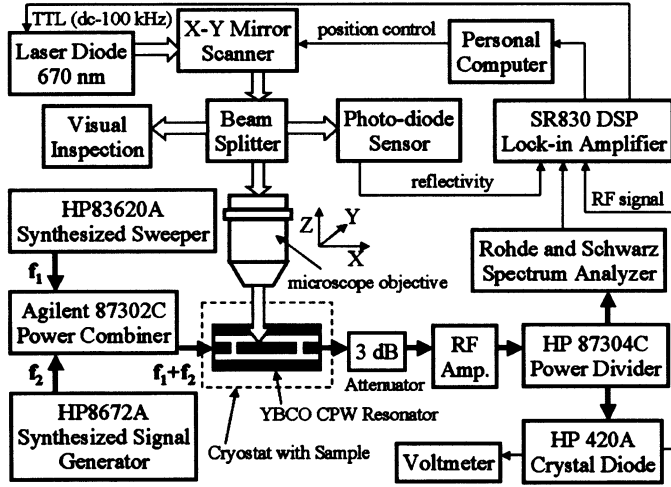 TTL (dc-100 kHz)
Laser Diode
670 nm
X-Y Mirror
Scanner
position control
Personal
Computer
Visual
Inspection
Beam
Splitter
Photo-diode
Sensor
SR830 DSP
Lock-in Amplifier
reflectivity
RF signal
HP83620A
Synthesized Sweeper
Z
Y
X
microscope objective
Rohde and Schwarz
Spectrum Analyzer
f1
Agilent 87302C
Power Combiner
f2
f1+f2
3 dB
Attenuator
RF
Amp.
HP 87304C
Power Divider
HP8672A
Synthesized Signal
Generator
YBCO CPW Resonator
Cryostat with Sample
Voltmeter
HP 420A
Crystal Diode